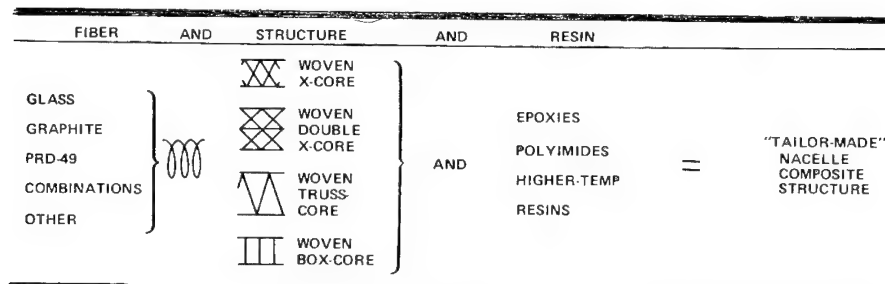 FIBER AND STRUCTURE AND RESIN
GLASS
GRAPHITE
PRD-49
COMBINATIONS
OTHER
WOVEN
X-CORE
WOVEN
DOUBLE
X-CORE
WOVEN
TRUSS-
CORE
WOVEN
BOX-CORE
AND
EPOXIES
POLYIMIDES
HIGHER-TEMP
RESINS
=
"TAILOR-MADE"
NACELLE
COMPOSITE
STRUCTURE